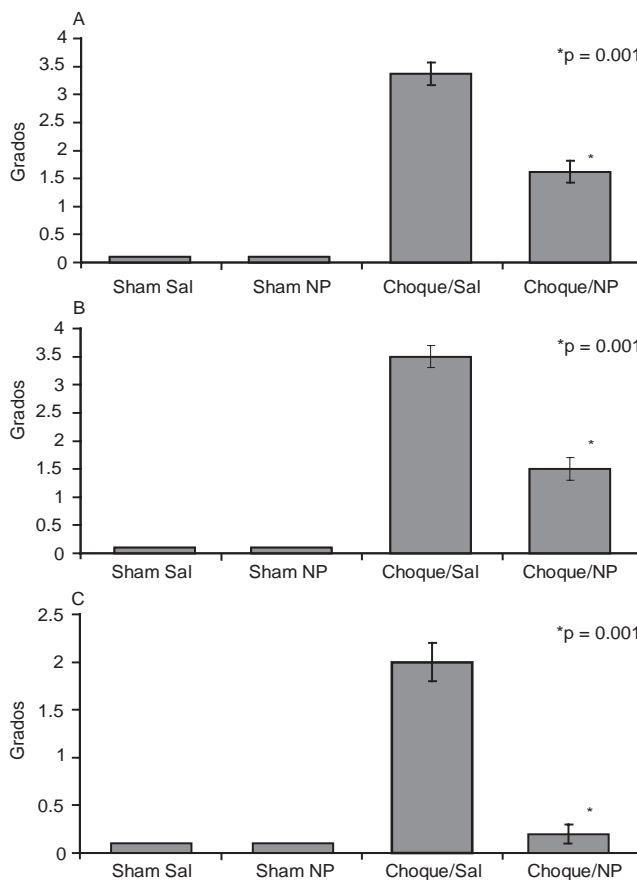 A
4
3.5
3
2.5
2
1.5
1
0.5
0
Grados
*p = 0.001
*
Sham Sal Sham NP Choque/Sal Choque/NP
B
4
3.5
3
2.5
2
1.5
1
0.5
0
Grados
*p = 0.001
*
Sham Sal Sham NP Choque/Sal Choque/NP
C
2.5
2
1.5
1
0.5
0
Grados
*p = 0.001
*
Sham Sal Sham NP Choque/Sal Choque/NP